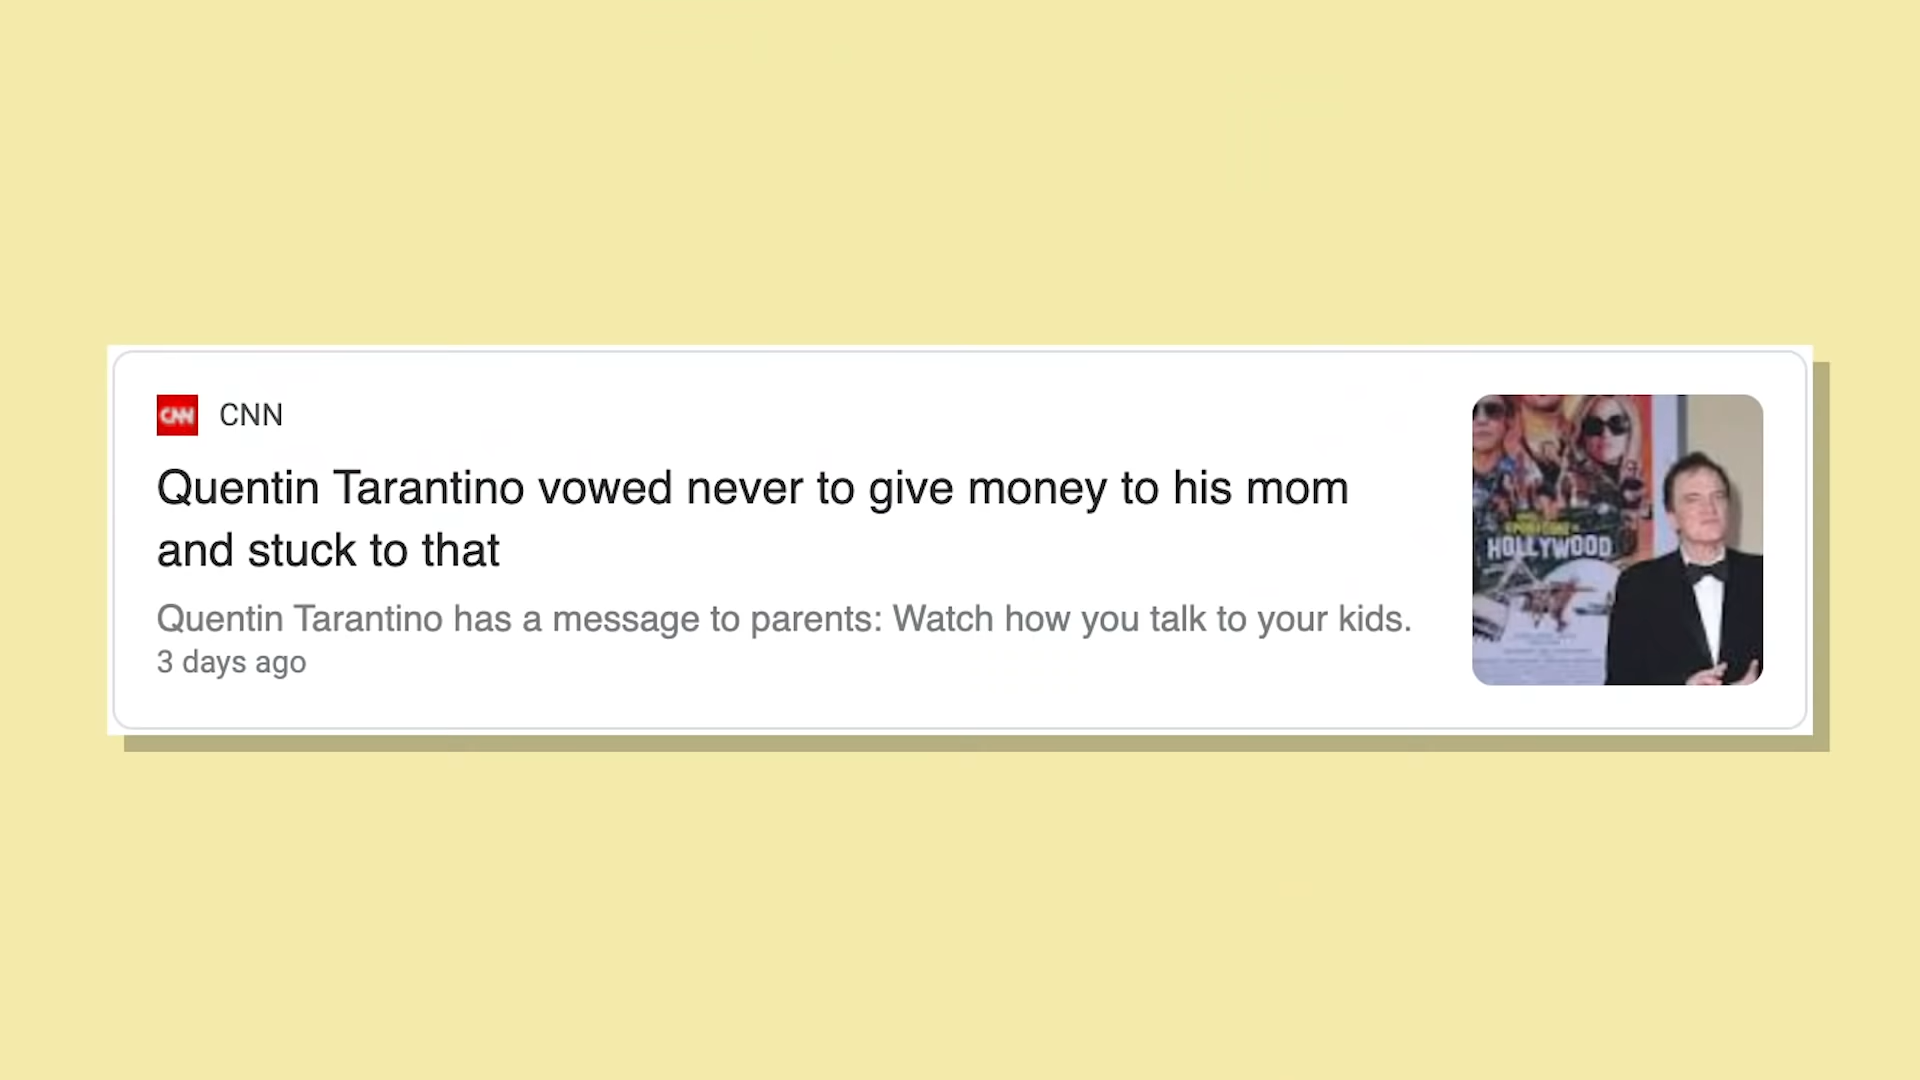 CNN CNN
Quentin Tarantino vowed never to give money to his mom
and stuck to that
Quentin Tarantino has a message to parents: Watch how you talk to your kids.
3 days ago
HOLLYWOOD